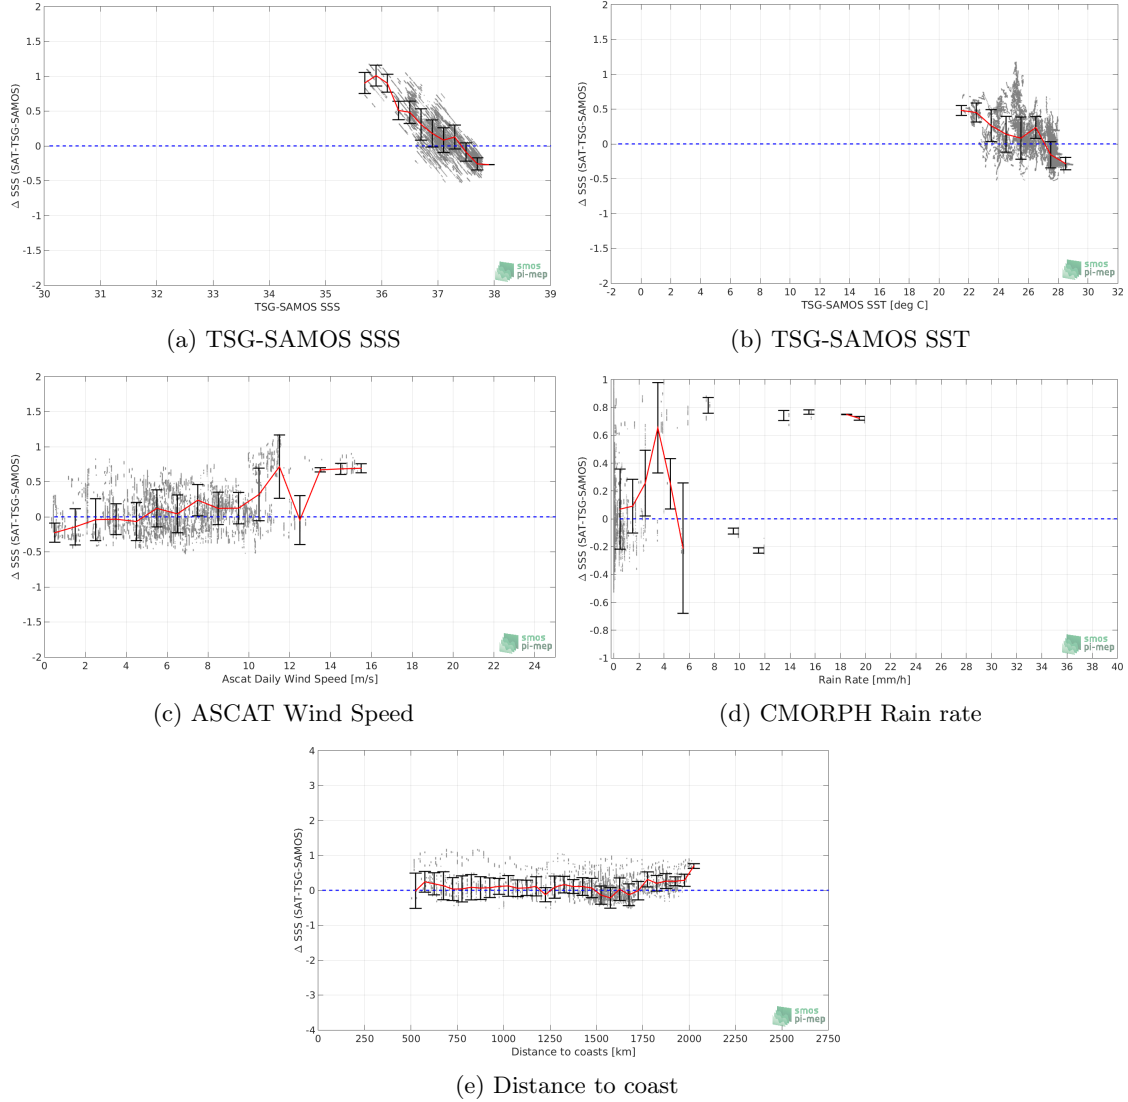 2
1.5
1
0.5
0
-0.5
-1
-1.5
-2
Δ SSS (SAT-TSG-SAMOS)
30 31 32 33 34 35 36 37 38 39
TSG-SAMOS SSS
smos
pi-mep
(a) TSG-SAMOS SSS
2
1.5
1
0.5
0
-0.5
-1
-1.5
-2
Δ SSS (SAT-TSG-SAMOS)
-2 0 2 4 6 8 10 12 14 16 18 20 22 24 26 28 30 32
TSG-SAMOS SST [deg C]
smos
pi-mep
(b) TSG-SAMOS SST
2
1.5
1
0.5
0
-0.5
-1
-1.5
-2
Δ SSS (SAT-TSG-SAMOS)
0 2 4 6 8 10 12 14 16 18 20 22 24
Ascat Daily Wind Speed [m/s]
smos
pi-mep
(c) ASCAT Wind Speed
1
0.8
0.6
0.4
0.2
0
-0.2
-0.4
-0.6
-0.8
-1
Δ SSS (SAT-TSG-SAMOS)
0 2 4 6 8 10 12 14 16 18 20 22 24 26 28 30 32 34 36 38 40
Rain Rate [mm/h]
smos
pi-mep
(d) CMORPH Rain rate
4
3
2
1
0
-1
-2
-3
-4
Δ SSS (SAT-TSG-SAMOS)
0 250 500 750 1000 1250 1500 1750 2000 2250 2500 2750
Distance to coasts [km]
smos
pi-mep
(e) Distance to coast